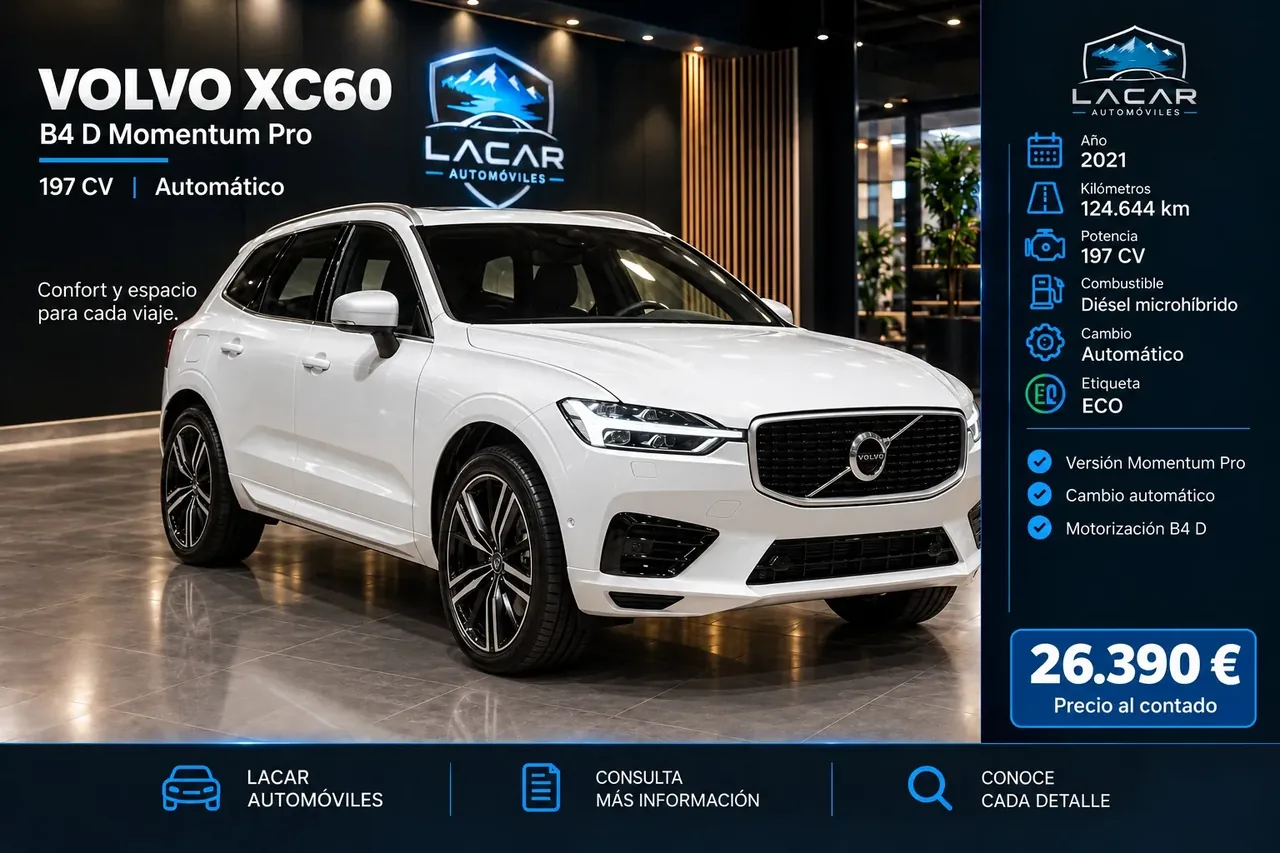 VOLVO XC60
B4 D Momentum Pro
197 CV | Automático
Confort y espacio
para cada viaje.
LACAR
AUTOMÓVILES
VOLVO
LACAR
AUTOMÓVILES
Año
2021
Kilómetros
124.644 km
Potencia
197 CV
Combustible
Diésel microhíbrido
Cambio
Automático
Etiqueta
ECO
Versión Momentum Pro
Cambio automático
Motorización B4 D
26.390 €
Precio al contado
LACAR
AUTOMÓVILES
CONSULTA
MÁS INFORMACIÓN
CONOCE
CADA DETALLE